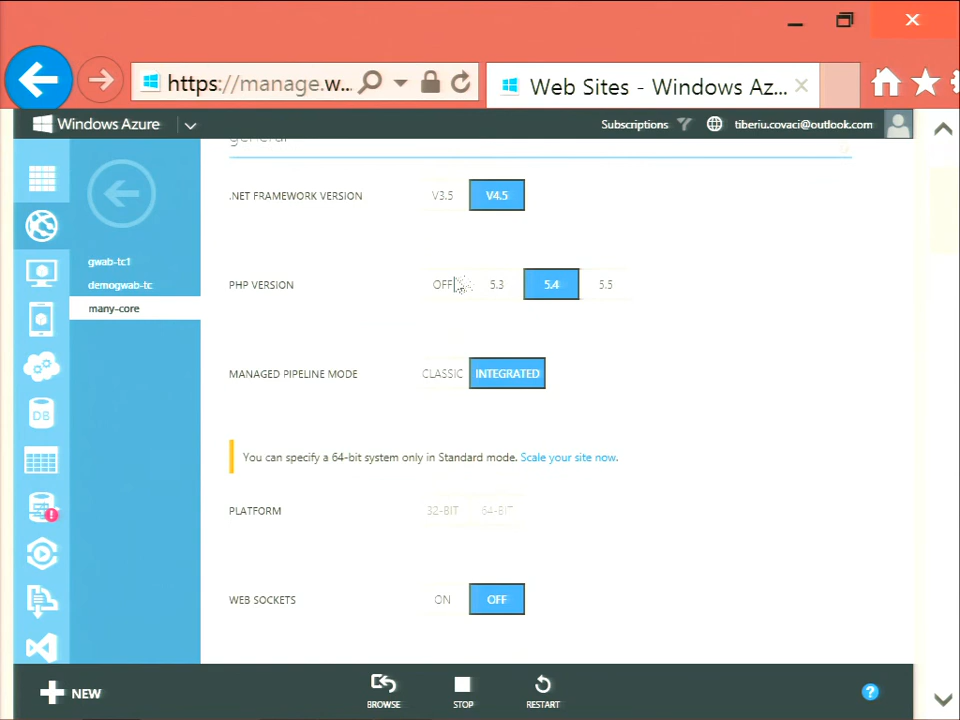 https://manage.w...
Web Sites - Windows Az...
Windows Azure
Subscriptions
tiberiu.covaci@outlook.com
general
.NET FRAMEWORK VERSION
V3.5
V4.5
gwab-tc1
demogwab-tc
many-core
PHP VERSION
OFF
5.3
5.4
5.5
MANAGED PIPELINE MODE
CLASSIC
INTEGRATED
You can specify a 64-bit system only in Standard mode. Scale your site now.
PLATFORM
32-BIT
64-BIT
DB
WEB SOCKETS
ON
OFF
NEW
BROWSE
STOP
RESTART
?